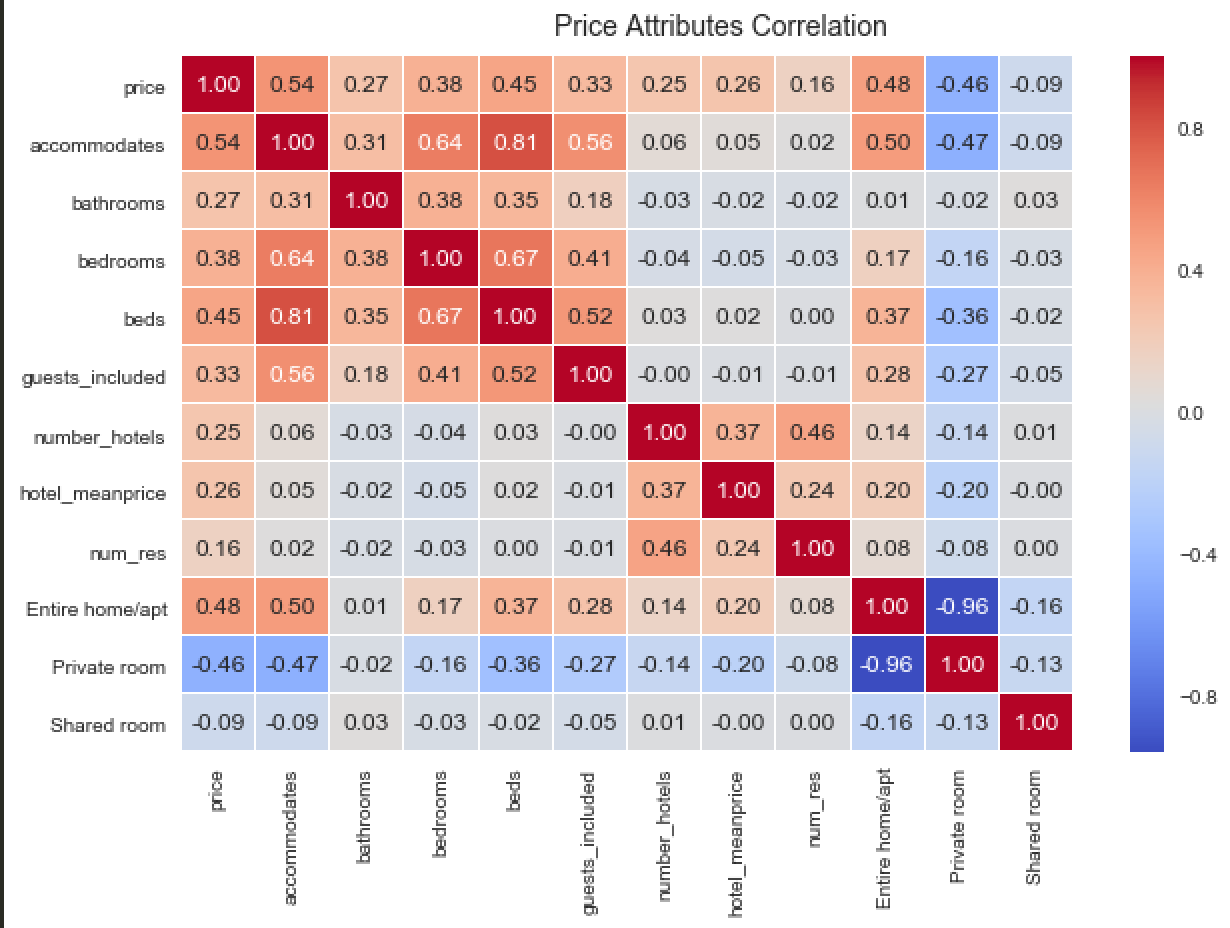 Price Attributes Correlation
price 1.00 0.54 0.27 0.38 0.45 0.33 0.25 0.26 0.16 0.48 -0.46 -0.09
accommodates 0.54 1.00 0.31 0.64 0.81 0.56 0.06 0.05 0.02 0.50 -0.47 -0.09
bathrooms 0.27 0.31 1.00 0.38 0.35 0.18 -0.03 -0.02 -0.02 0.01 -0.02 0.03
bedrooms 0.38 0.64 0.38 1.00 0.67 0.41 -0.04 -0.05 -0.03 0.17 -0.16 -0.03
beds 0.45 0.81 0.35 0.67 1.00 0.52 0.03 0.02 0.00 0.37 -0.36 -0.02
guests_included 0.33 0.56 0.18 0.41 0.52 1.00 -0.00 -0.01 -0.01 0.28 -0.27 -0.05
number_hotels 0.25 0.06 -0.03 -0.04 0.03 -0.00 1.00 0.37 0.46 0.14 -0.14 0.01
hotel_meanprice 0.26 0.05 -0.02 -0.05 0.02 -0.01 0.37 1.00 0.24 0.20 -0.20 -0.00
num_res 0.16 0.02 -0.02 -0.03 0.00 -0.01 0.46 0.24 1.00 0.08 -0.08 0.00
Entire home/apt 0.48 0.50 0.01 0.17 0.37 0.28 0.14 0.20 0.08 1.00 -0.96 -0.16
Private room -0.46 -0.47 -0.02 -0.16 -0.36 -0.27 -0.14 -0.20 -0.08 -0.96 1.00 -0.13
Shared room -0.09 -0.09 0.03 -0.03 -0.02 -0.05 0.01 -0.00 0.00 -0.16 -0.13 1.00
price
accommodates
bathrooms
bedrooms
beds
guests_included
number_hotels
hotel_meanprice
num_res
Entire home/apt
Private room
Shared room
0.8
0.4
0.0
−0.4
−0.8